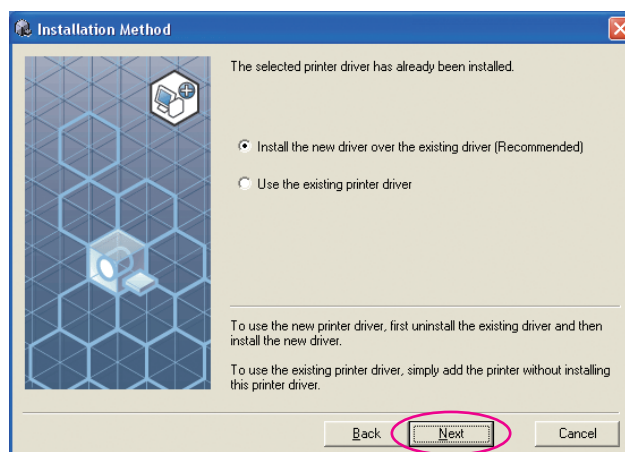 Installation Method
The selected printer driver has already been installed.
Install the new driver over the existing driver (Recommended)
Use the existing printer driver
To use the new printer driver, first uninstall the existing driver and then
install the new driver.
To use the existing printer driver, simply add the printer without installing
this printer driver.
Back
Next
Cancel